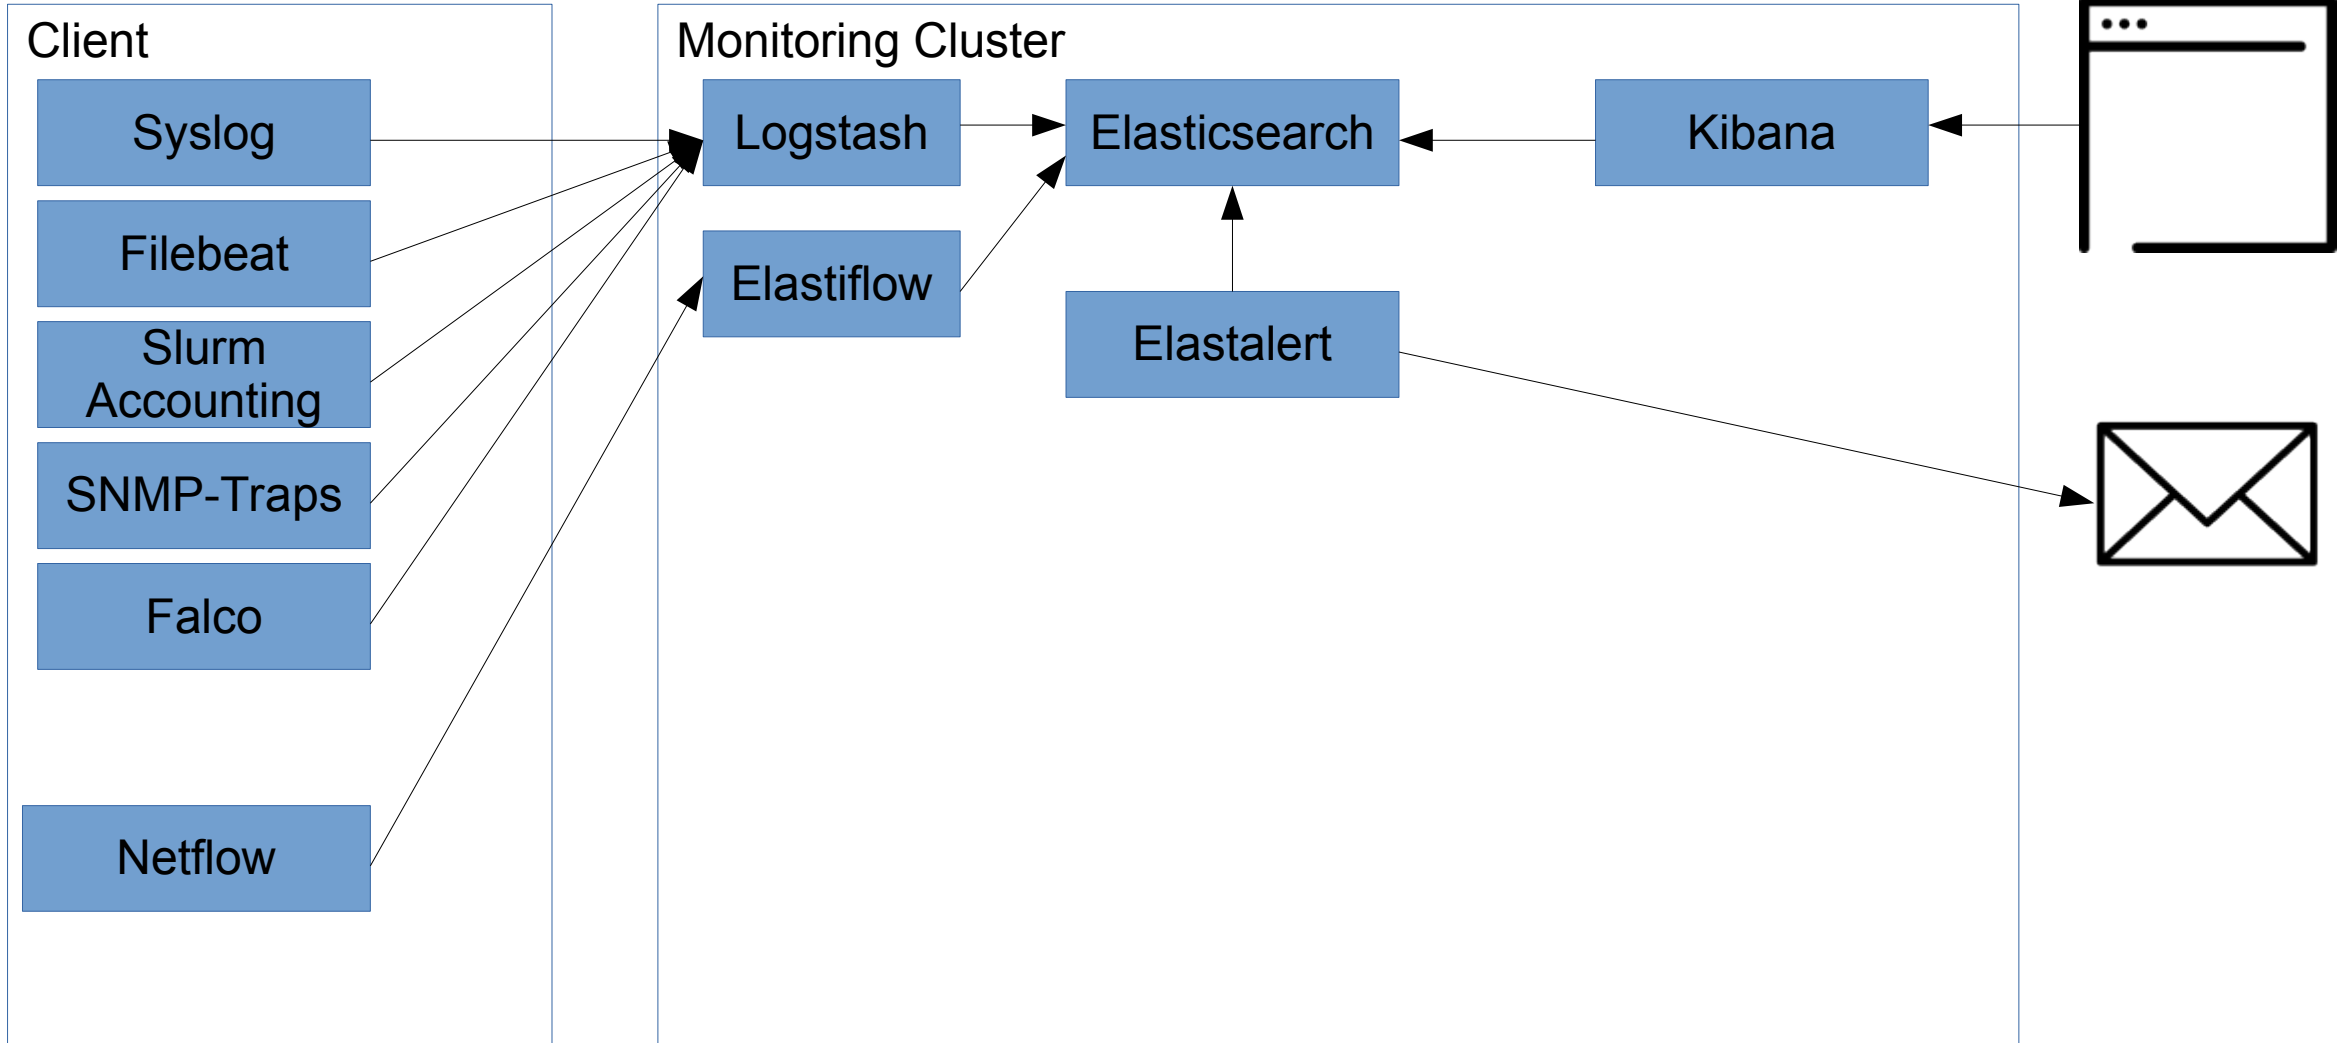 Client
Syslog
Filebeat
Slurm
Accounting
SNMP-Traps
Falco
Netflow
Monitoring Cluster
Logstash
Elasticsearch
Kibana
Elastiflow
Elastalert